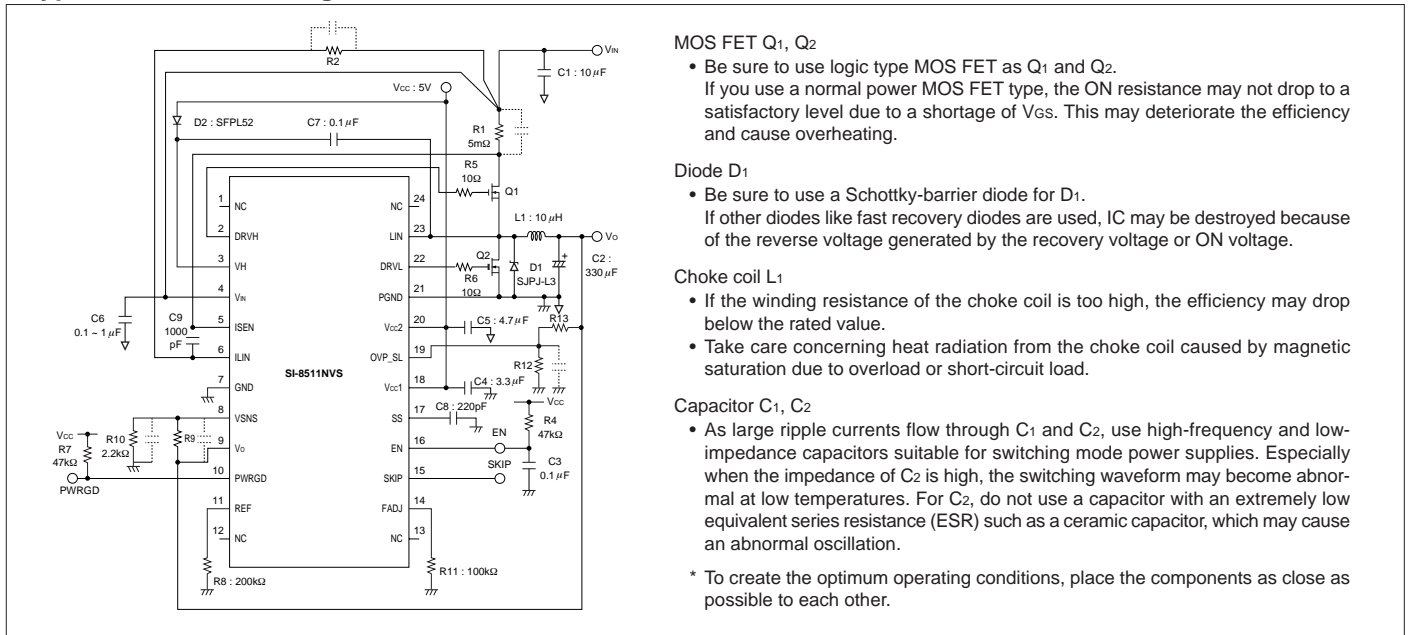 R2
VIN
C1 : 10 μF
Vcc : 5V
D2 : SFPL52
C7 : 0.1 μF
R1
5mΩ
R5
10Ω
Q1
1
NC
24
NC
2
DRVH
23
LIN
L1 : 10 μH
Vo
3
VH
22
DRVL
Q2
R6
10Ω
D1
SJPJ-L3
C2 :
330 μF
4
VIN
21
PGND
C6
0.1 ~ 1 μF
C9
1000
pF
5
ISEN
20
Vcc2
C5 : 4.7 μF
R13
6
ILIN
19
OVP_SL
R12
SI-8511NVS
7
GND
18
Vcc1
C4 : 3.3 μF
8
VSNS
17
SS
C8 : 220pF
Vcc
R4
47kΩ
Vcc
R7
47kΩ
R10
2.2kΩ
R9
9
Vo
16
EN
EN
10
PWRGD
PWRGD
15
SKIP
SKIP
C3
0.1 μF
11
REF
14
FADJ
12
NC
13
NC
R8 : 200kΩ
R11 : 100kΩ
MOS FET Q1, Q2
• Be sure to use logic type MOS FET as Q1 and Q2.
If you use a normal power MOS FET type, the ON resistance may not drop to a
satisfactory level due to a shortage of VGS. This may deteriorate the efficiency
and cause overheating.
Diode D1
• Be sure to use a Schottky-barrier diode for D1.
If other diodes like fast recovery diodes are used, IC may be destroyed because
of the reverse voltage generated by the recovery voltage or ON voltage.
Choke coil L1
• If the winding resistance of the choke coil is too high, the efficiency may drop
below the rated value.
• Take care concerning heat radiation from the choke coil caused by magnetic
saturation due to overload or short-circuit load.
Capacitor C1, C2
• As large ripple currents flow through C1 and C2, use high-frequency and low-
impedance capacitors suitable for switching mode power supplies. Especially
when the impedance of C2 is high, the switching waveform may become abnor-
mal at low temperatures. For C2, do not use a capacitor with an extremely low
equivalent series resistance (ESR) such as a ceramic capacitor, which may cause
an abnormal oscillation.
* To create the optimum operating conditions, place the components as close as
possible to each other.